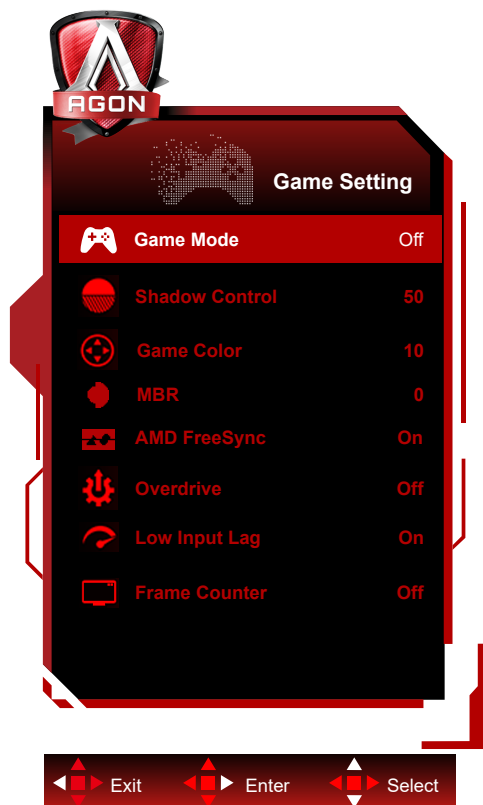 AGON
Game Setting
Game Mode Off
Shadow Control 50
Game Color 10
MBR 0
AMD FreeSync On
Overdrive Off
Low Input Lag On
Frame Counter Off
Exit Enter Select